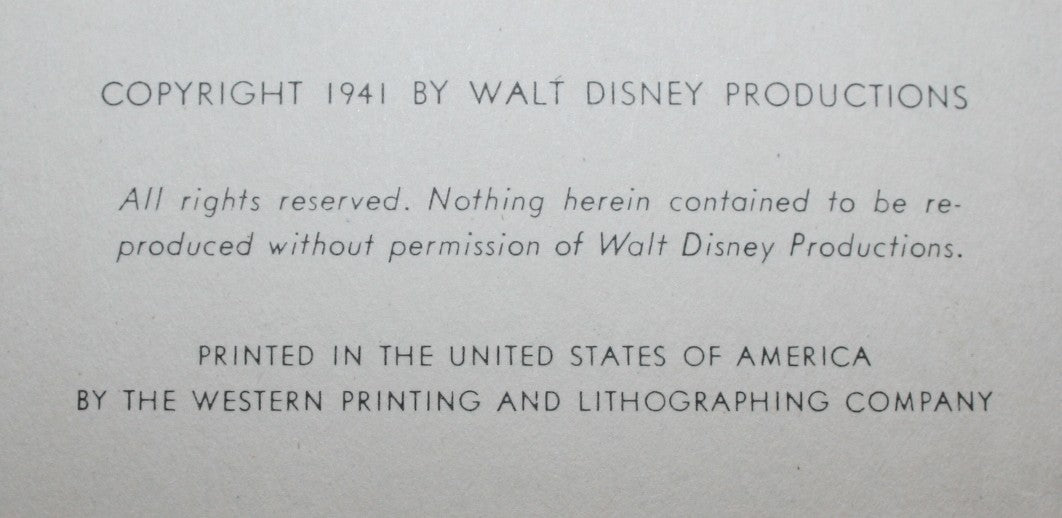 COPYRIGHT 1941 BY WALT DISNEY PRODUCTIONS
All rights reserved. Nothing herein contained to be re-
produced without permission of Walt Disney Productions.
PRINTED IN THE UNITED STATES OF AMERICA
BY THE WESTERN PRINTING AND LITHOGRAPHING COMPANY